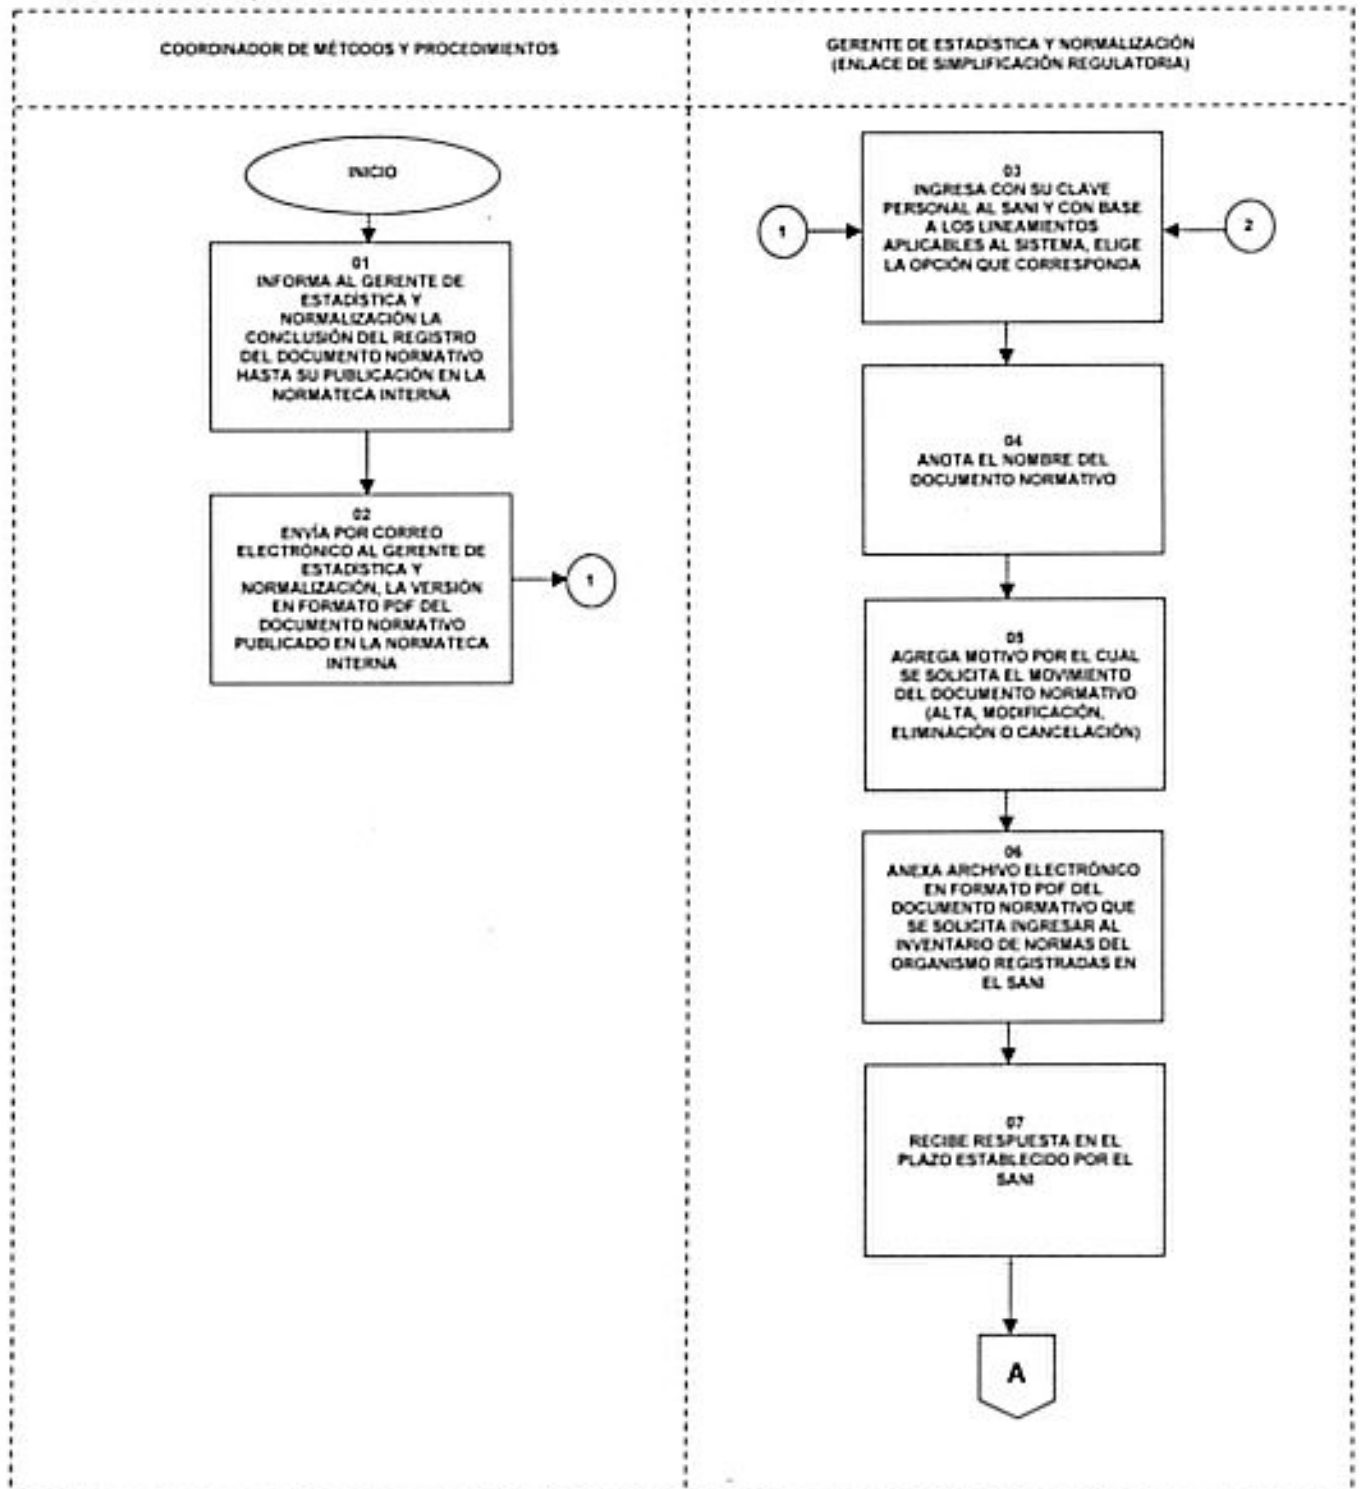 COORDINADOR DE MÉTODOS Y PROCEDIMIENTOS
GERENTE DE ESTADÍSTICA Y NORMALIZACIÓN
(ENLACE DE SIMPLIFICACIÓN REGULATORIA)
INICIO
01
INFORMA AL GERENTE DE
ESTADÍSTICA Y
NORMALIZACIÓN LA
CONCLUSIÓN DEL REGISTRO
DEL DOCUMENTO NORMATIVO
HASTA SU PUBLICACIÓN EN LA
NORMATECA INTERNA
02
ENVÍA POR CORREO
ELECTRÓNICO AL GERENTE DE
ESTADÍSTICA Y
NORMALIZACIÓN, LA VERSIÓN
EN FORMATO PDF DEL
DOCUMENTO NORMATIVO
PUBLICADO EN LA NORMATECA
INTERNA
1
1
03
INGRESA CON SU CLAVE
PERSONAL AL SANI Y CON BASE
A LOS LINEAMIENTOS
APLICABLES AL SISTEMA, ELIGE
LA OPCIÓN QUE CORRESPONDA
2
04
ANOTA EL NOMBRE DEL
DOCUMENTO NORMATIVO
05
AGREGA MOTIVO POR EL CUAL
SE SOLICITA EL MOVIMIENTO
DEL DOCUMENTO NORMATIVO
(ALTA, MODIFICACIÓN,
ELIMINACIÓN O CANCELACIÓN)
06
ANEXA ARCHIVO ELECTRÓNICO
EN FORMATO PDF DEL
DOCUMENTO NORMATIVO QUE
SE SOLICITA INGRESAR AL
INVENTARIO DE NORMAS DEL
ORGANISMO REGISTRADAS EN
EL SANI
07
RECIBE RESPUESTA EN EL
PLAZO ESTABLECIDO POR EL
SANI
A